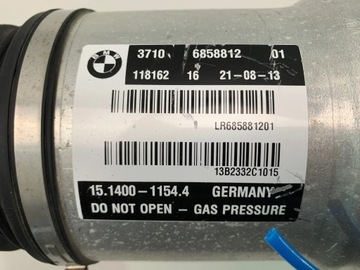 BMW
3710 6858812 01
118162 16 21-08-13
LR685881201
13B2332C1015
15.1400-1154.4 GERMANY
DO NOT OPEN - GAS PRESSURE